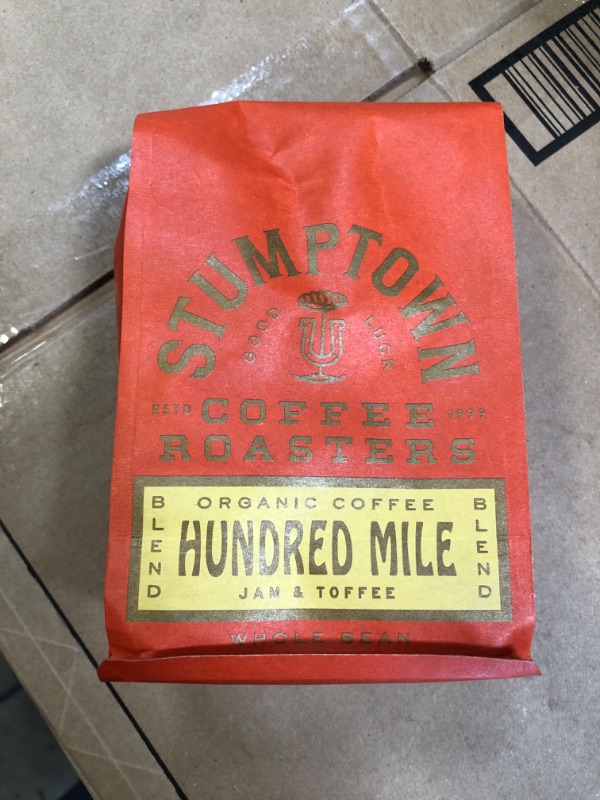 STUMPTOWN
GOOD LUCK
ESTD COFFEE 1999
ROASTERS
BLEND
ORGANIC COFFEE
HUNDRED MILE
JAM & TOFFEE
BLEND
WHOLE BEAN